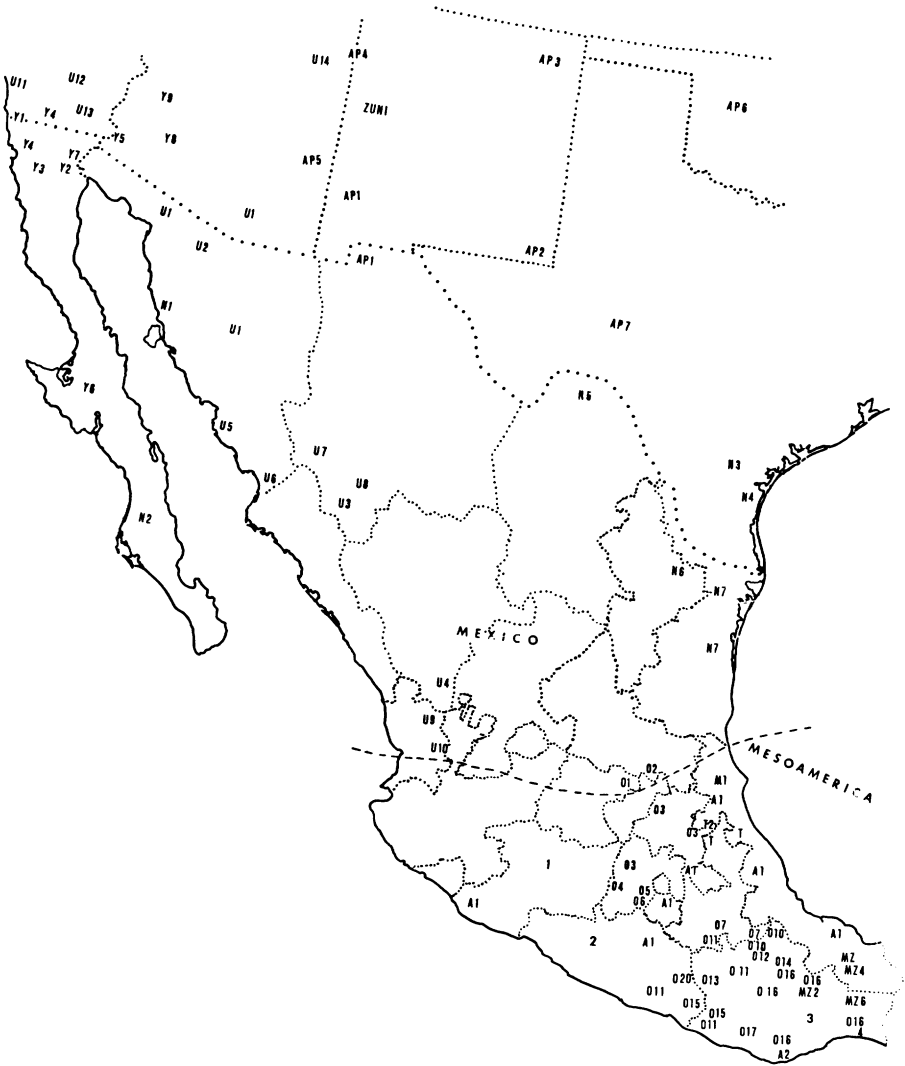 U14 AP4
AP3
U11
U12
Y9
ZUNI
AP6
Y1 Y4 U13
Y5 Y8
Y4 Y7
Y3 Y2
AP5
AP1
U1 U1
U2
AP1
AP2
N1
U1
AP7
Y6
N5
U5
U7
N3
U6 U8
U3
N4
N2
N6
N7
MEXICO
N7
U4
U9
U10
MESOAMERICA
O2
O1
M1
A1
O3
T2
O3 T T
1
O3 A1 A1
O4 O5
O6 A1
A1
O7
O7 O10
A1
2
A1
O11
O10
O12
MZ
O14
MZ4
O11
O16
O20 O13 O16
O11
O16 MZ2
MZ6
O15
O15
O11
3
O16
O17
4
O16
A2